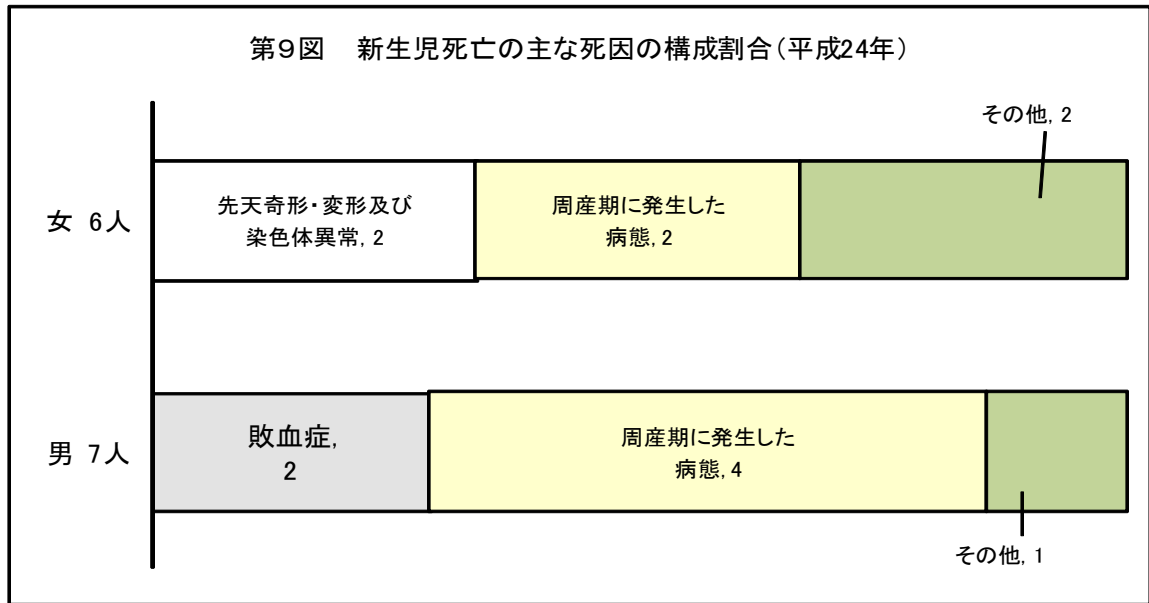 第９図　新生児死亡の主な死因の構成割合（平成24年）
その他, 2
女 6人
先天奇形・変形及び
染色体異常, 2
周産期に発生した
病態, 2
男 7人
敗血症,
2
周産期に発生した
病態, 4
その他, 1